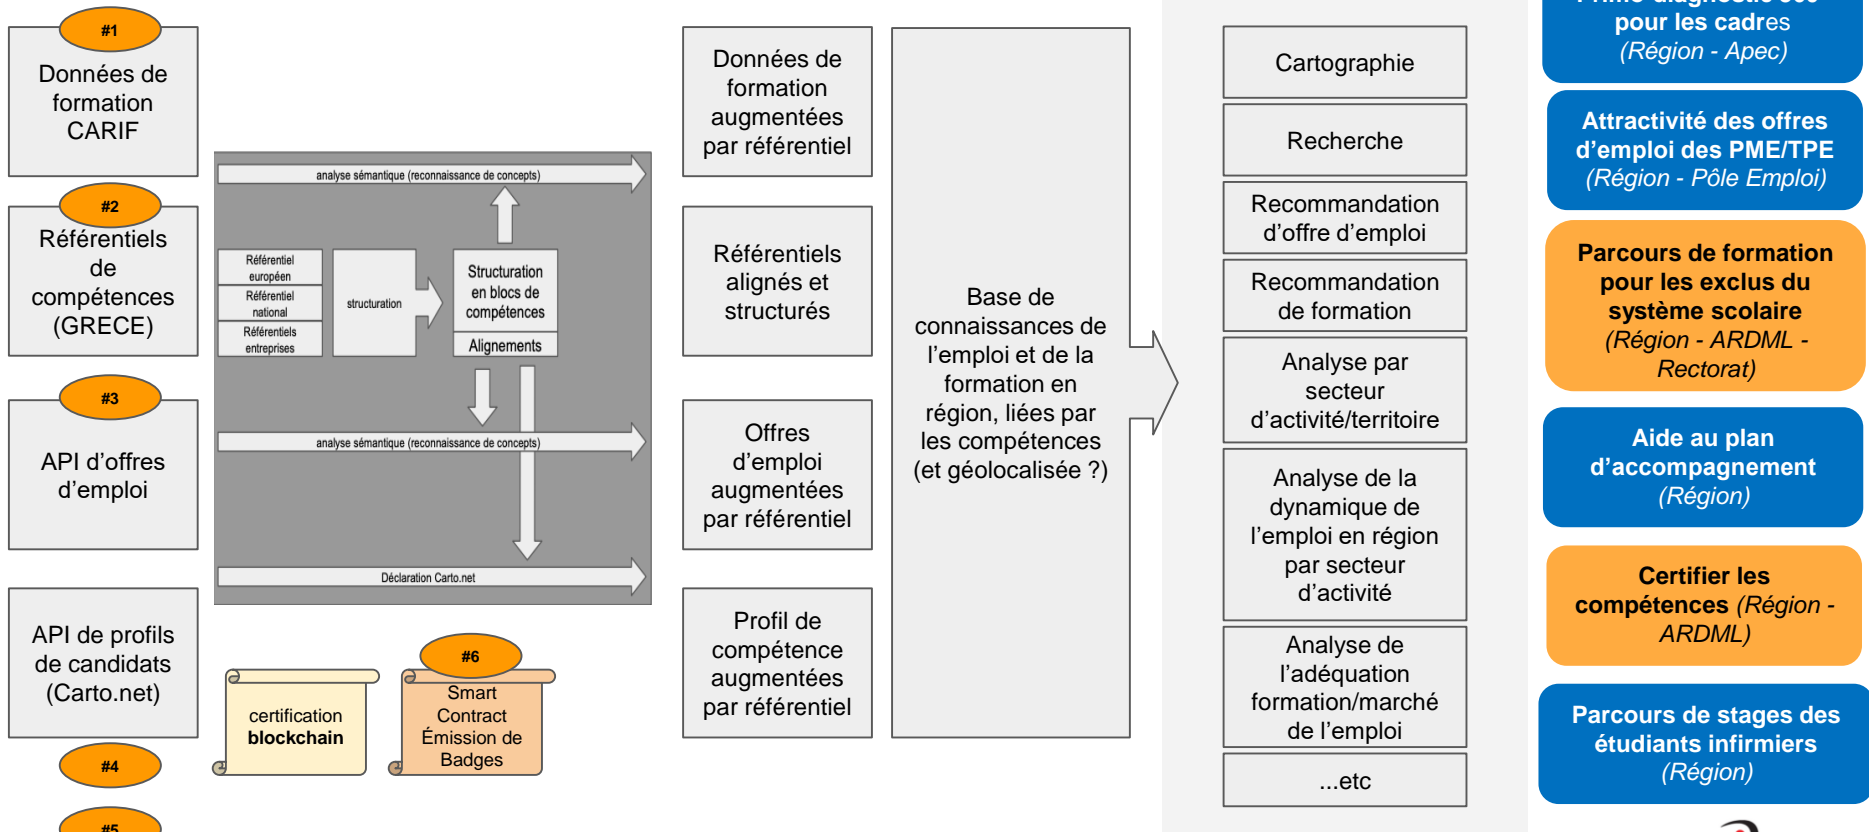 #1
Données de
formation
CARIF
#2
Référentiels
de
compétences
(GRECE)
#3
API d'offres
d'emploi
API de profils
de candidats
(Carto.net)
#4
#5
analyse sémantique (reconnaissance de concepts)
Référentiel
européen
Référentiel
national
Référentiels
entreprises
structuration
Structuration
en blocs de
compétences
Alignements
analyse sémantique (reconnaissance de concepts)
Déclaration Carto.net
certification
blockchain
#6
Smart
Contract
Émission de
Badges
Données de
formation
augmentées
par référentiel
Référentiels
alignés et
structurés
Offres
d'emploi
augmentées
par référentiel
Profil de
compétence
augmentées
par référentiel
Base de
connaissances de
l'emploi et de la
formation en
région, liées par
les compétences
(et géolocalisée ?)
Cartographie
Recherche
Recommandation
d'offre d'emploi
Recommandation
de formation
Analyse par
secteur
d'activité/territoire
Analyse de la
dynamique de
l'emploi en région
par secteur
d'activité
Analyse de
l'adéquation
formation/marché
de l'emploi
...etc
pour les cadres
(Région - Apec)
Attractivité des offres
d'emploi des PME/TPE
(Région - Pôle Emploi)
Parcours de formation
pour les exclus du
système scolaire
(Région - ARDML -
Rectorat)
Aide au plan
d'accompagnement
(Région)
Certifier les
compétences (Région -
ARDML)
Parcours de stages des
étudiants infirmiers
(Région)